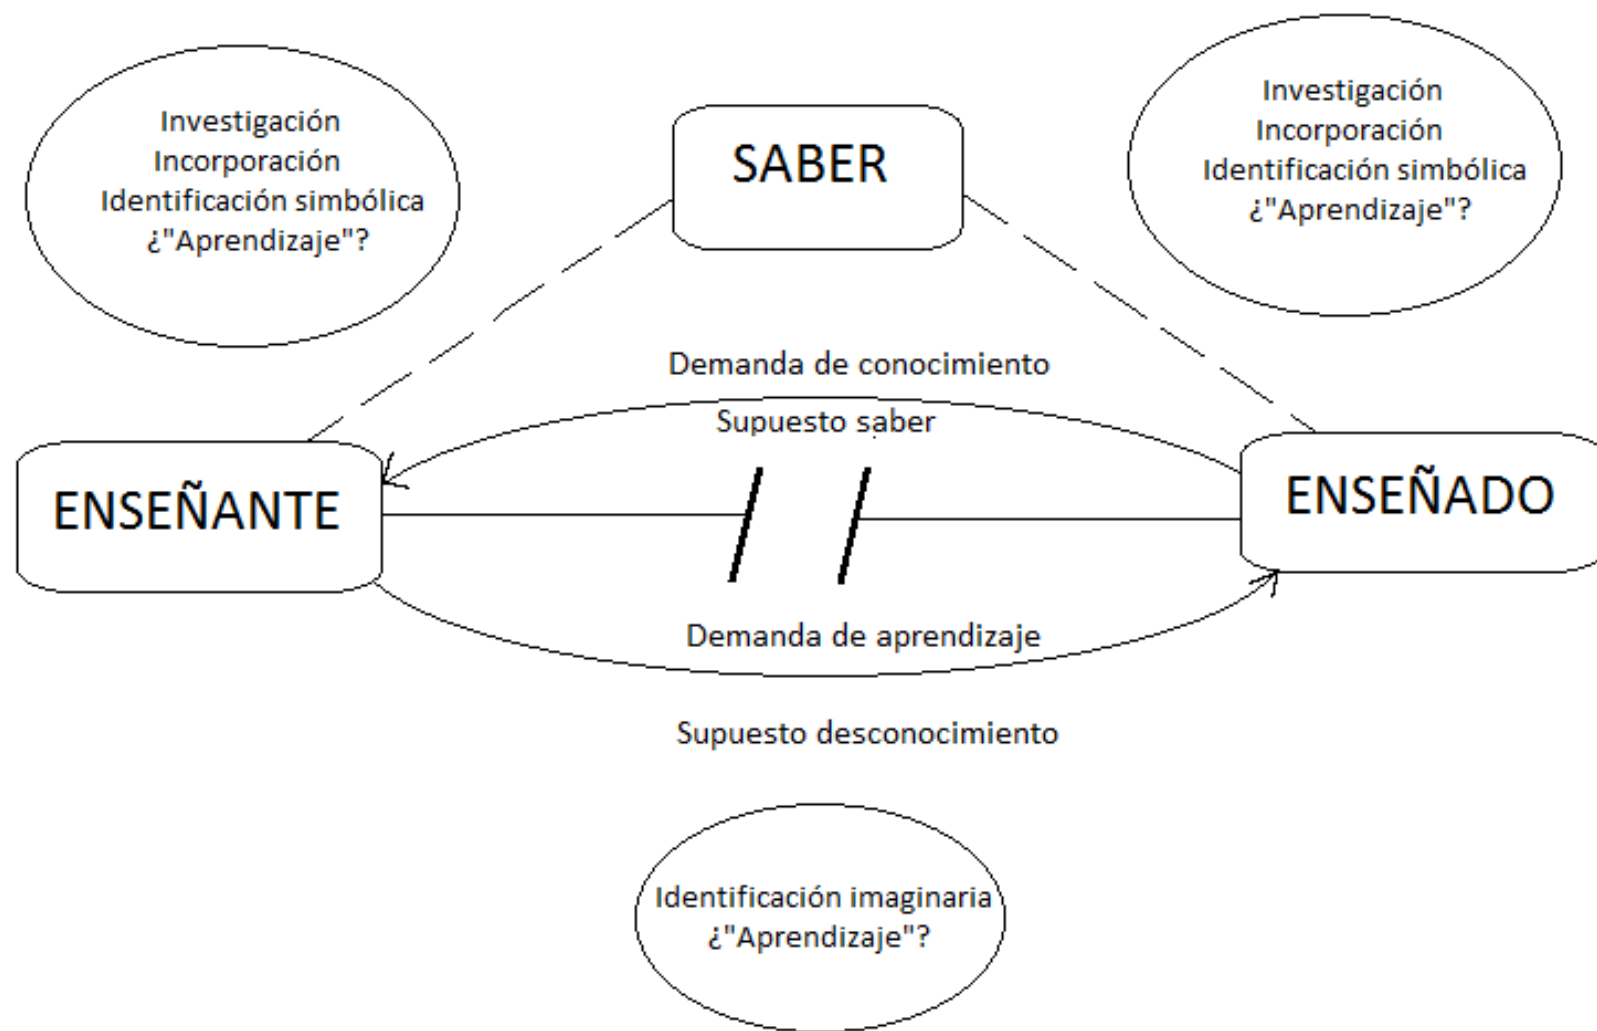 Investigación
Incorporación
Identificación simbólica
¿"Aprendizaje"?
SABER
Investigación
Incorporación
Identificación simbólica
¿"Aprendizaje"?
Demanda de conocimiento
Supuesto saber
ENSEÑANTE
ENSEÑADO
Demanda de aprendizaje
Supuesto desconocimiento
Identificación imaginaria
¿"Aprendizaje"?